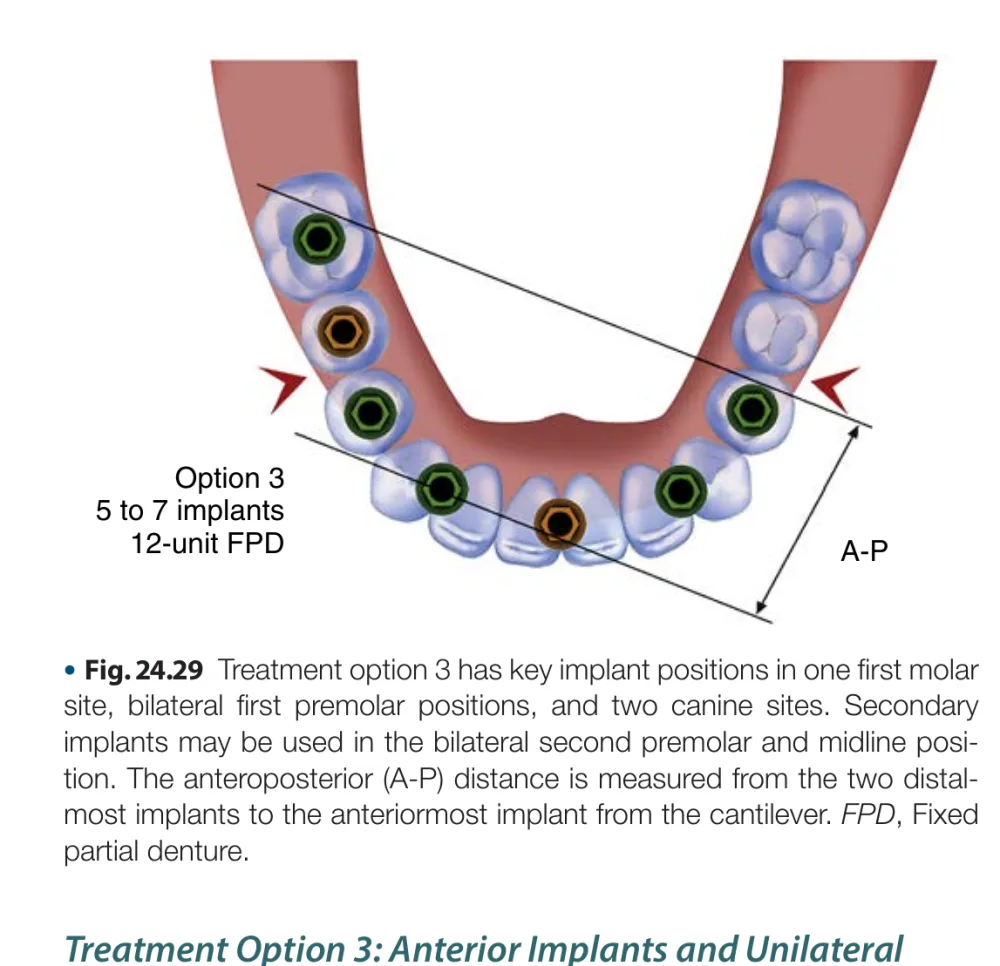 Option 3
5 to 7 implants
12-unit FPD
A-P
• Fig. 24.29 Treatment option 3 has key implant positions in one first molar
site, bilateral first premolar positions, and two canine sites. Secondary
implants may be used in the bilateral second premolar and midline posi-
tion. The anteroposterior (A-P) distance is measured from the two distal-
most implants to the anteriormost implant from the cantilever. FPD, Fixed
partial denture.
Treatment Option 3: Anterior Implants and Unilateral